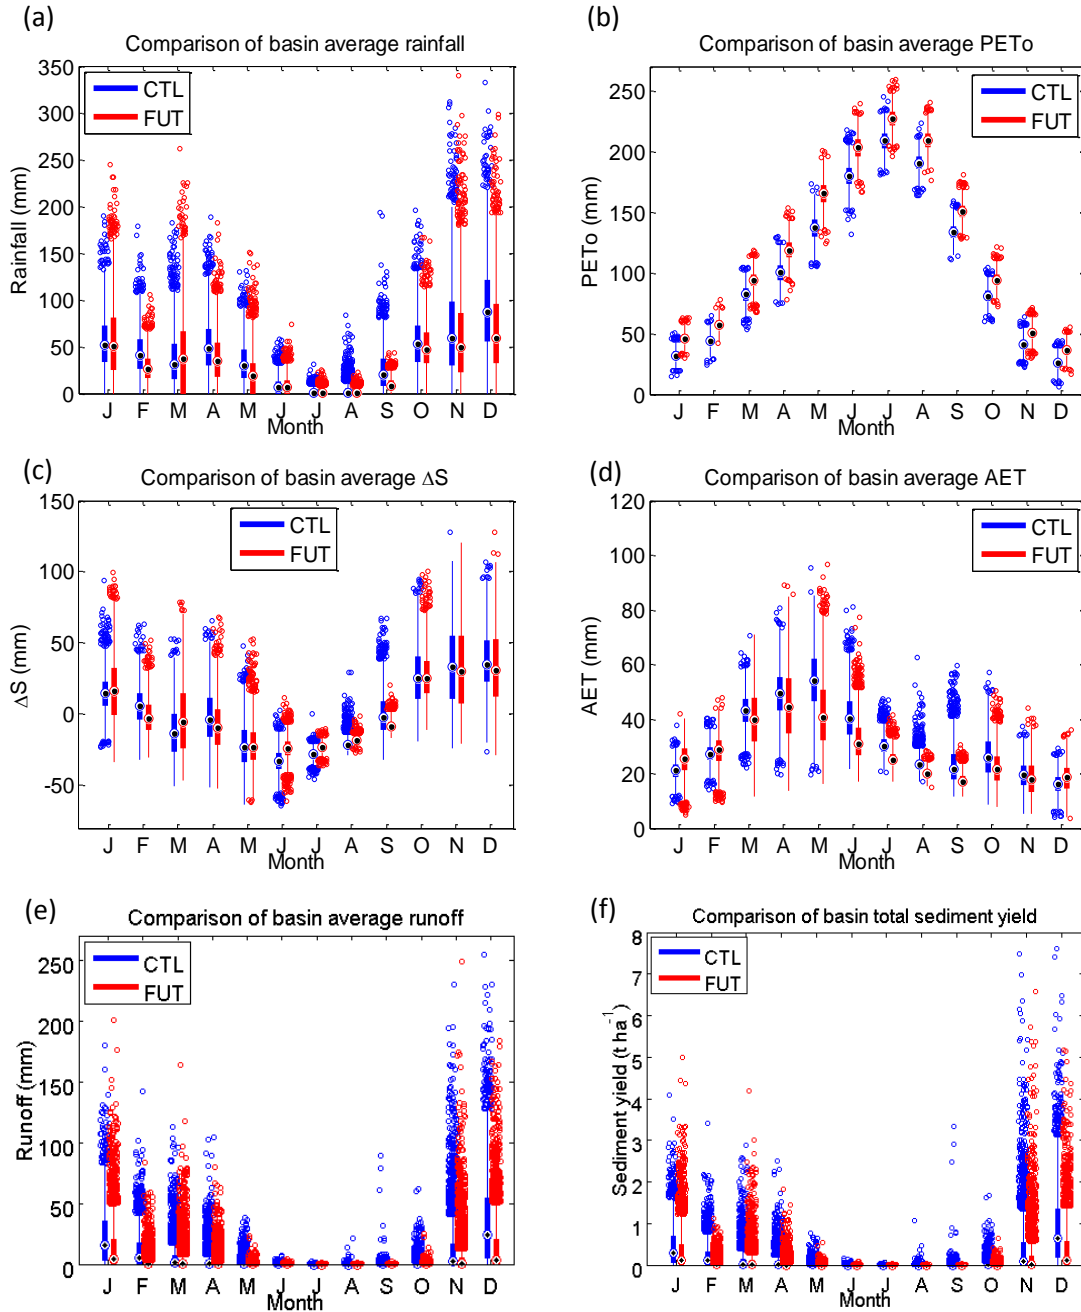 (a)
Comparison of basin average rainfall
350
300
250
200
150
100
50
0
Rainfall (mm)
CTL
FUT
J F M A M J J A S O N D
Month
(b)
Comparison of basin average PETo
250
200
150
100
50
0
PETo (mm)
CTL
FUT
J F M A M J J A S O N D
Month
(c)
Comparison of basin average ΔS
150
100
50
0
-50
ΔS (mm)
CTL
FUT
J F M A M J J A S O N D
Month
(d)
Comparison of basin average AET
120
100
80
60
40
20
0
AET (mm)
CTL
FUT
J F M A M J J A S O N D
Month
(e)
Comparison of basin average runoff
250
200
150
100
50
0
Runoff (mm)
CTL
FUT
J F M A M J J A S O N D
Month
(f)
Comparison of basin total sediment yield
8
7
6
5
4
3
2
1
0
Sediment yield (t ha⁻¹)
CTL
FUT
J F M A M J J A S O N D
Month